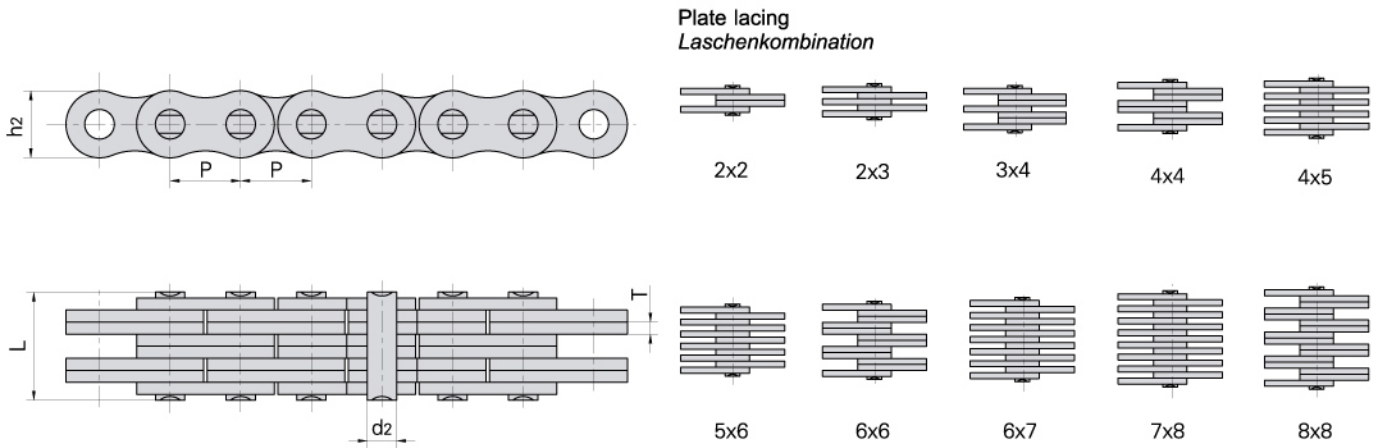 Plate lacing
Laschenkombination
h2
P P
2x2 2x3 3x4 4x4 4x5
L
T
d2
5x6 6x6 6x7 7x8 8x8